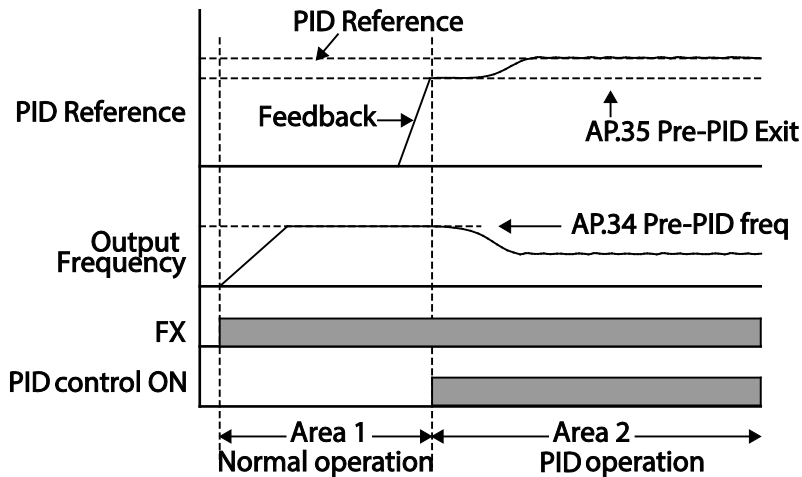 PID Reference
PID Reference
Feedback
AP.35 Pre-PID Exit
AP.34 Pre-PID freq
Output
Frequency
FX
PID control ON
Area 1
Area 2
Normal operation
PID operation